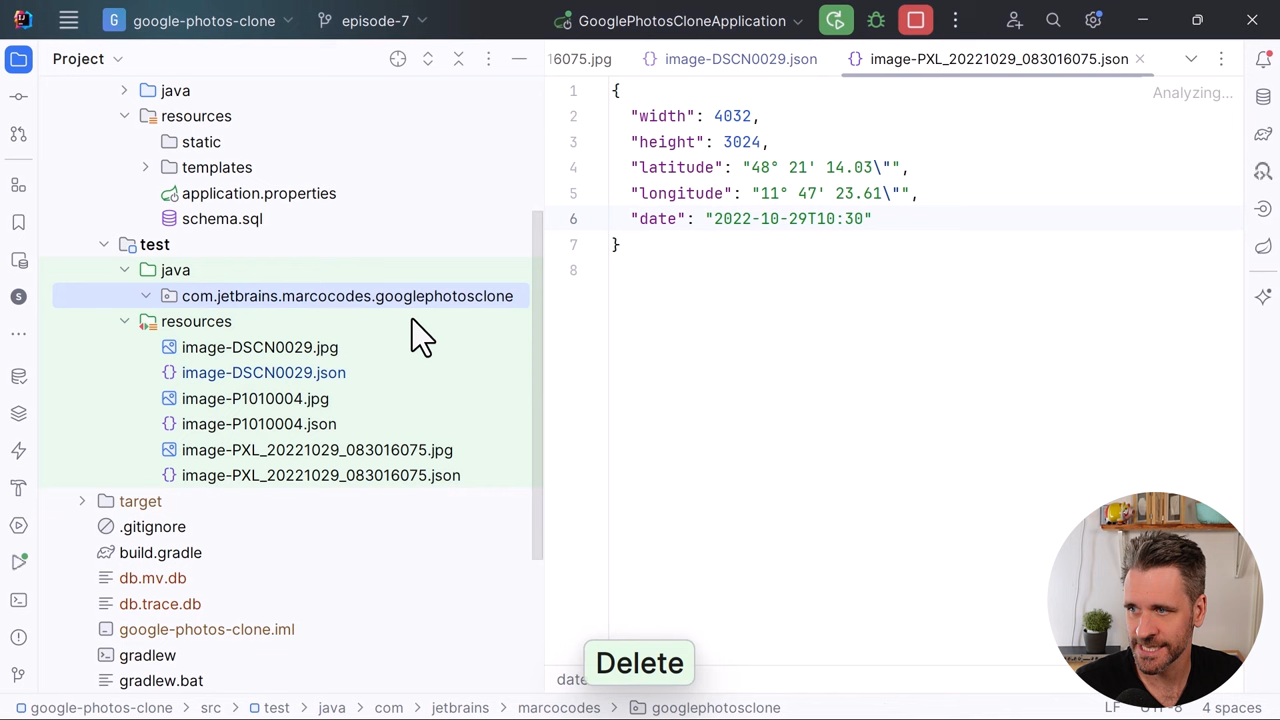 G google-photos-clone episode-7 GooglePhotosCloneApplication
Project
java
resources
static
templates
application.properties
schema.sql
test
java
com.jetbrains.marcocodes.googlephotosclone
resources
image-DSCN0029.jpg
image-DSCN0029.json
image-P1010004.jpg
image-P1010004.json
image-PXL_20221029_083016075.jpg
image-PXL_20221029_083016075.json
target
.gitignore
build.gradle
db.mv.db
db.trace.db
google-photos-clone.iml
gradlew
gradlew.bat
16075.jpg image-DSCN0029.json image-PXL_20221029_083016075.json
Analyzing...
1 {
2 "width": 4032,
3 "height": 3024,
4 "latitude": "48° 21' 14.03\"",
5 "longitude": "11° 47' 23.61\"",
6 "date": "2022-10-29T10:30"
7 }
8
date
Delete
google-photos-clone > src > test > java > com > jetbrains > marcocodes > googlephotosclone LF UTF-8 4 spaces